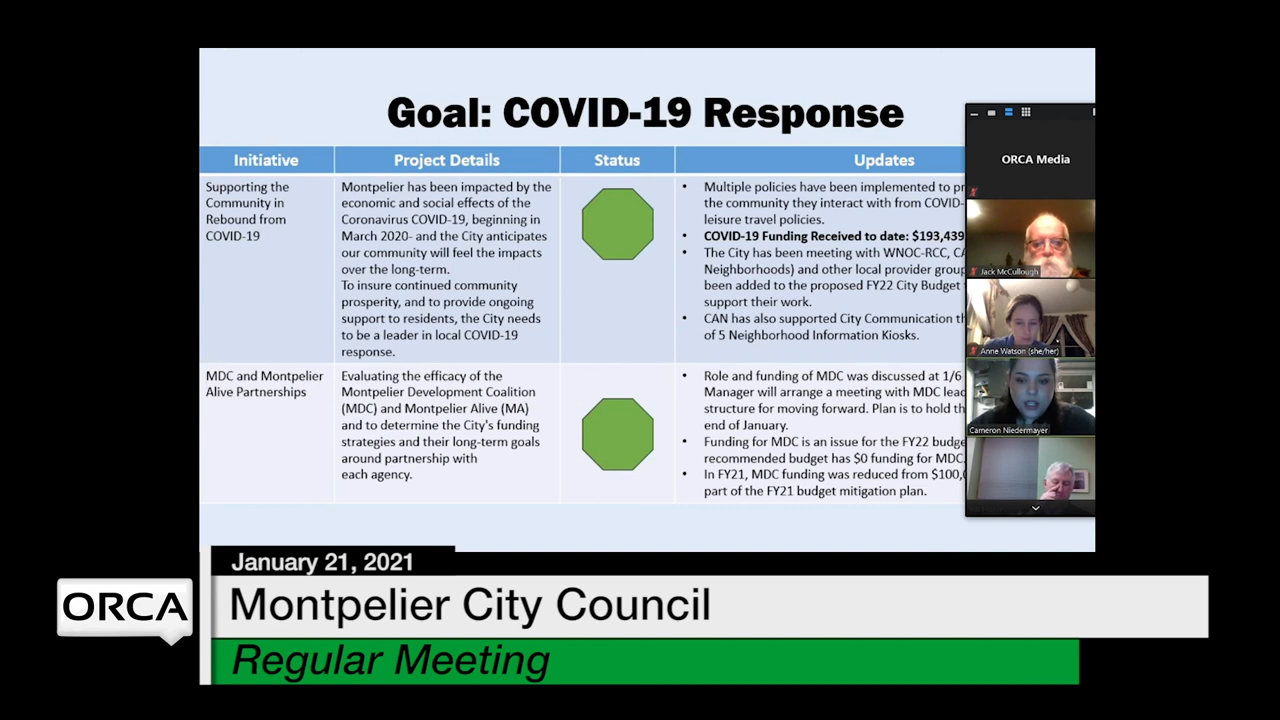 Goal: COVID-19 Response
Initiative
Project Details
Status
Updates
Supporting the
Community in
Rebound from
COVID-19
Montpelier has been impacted by the
economic and social effects of the
Coronavirus COVID-19, beginning in
March 2020- and the City anticipates
our community will feel the impacts
over the long-term.
To insure continued community
prosperity, and to provide ongoing
support to residents, the City needs
to be a leader in local COVID-19
response.
• Multiple policies have been implemented to pr
the community they interact with from COVID-
leisure travel policies.
• COVID-19 Funding Received to date: $193,439
• The City has been meeting with WNOC-RCC, CA
Neighborhoods) and other local provider group
been added to the proposed FY22 City Budget
support their work.
• CAN has also supported City Communication th
of 5 Neighborhood Information Kiosks.
MDC and Montpelier
Alive Partnerships
Evaluating the efficacy of the
Montpelier Development Coalition
(MDC) and Montpelier Alive (MA)
and to determine the City's funding
strategies and their long-term goals
around partnership with
each agency.
• Role and funding of MDC was discussed at 1/6
Manager will arrange a meeting with MDC lead
structure for moving forward. Plan is to hold th
end of January.
• Funding for MDC is an issue for the FY22 budge
recommended budget has $0 funding for MDC.
• In FY21, MDC funding was reduced from $100,0
part of the FY21 budget mitigation plan.
ORCA Media
Jack McCullough
Anne Watson (she/her)
Cameron Niedermayer
January 21, 2021
ORCA
Montpelier City Council
Regular Meeting